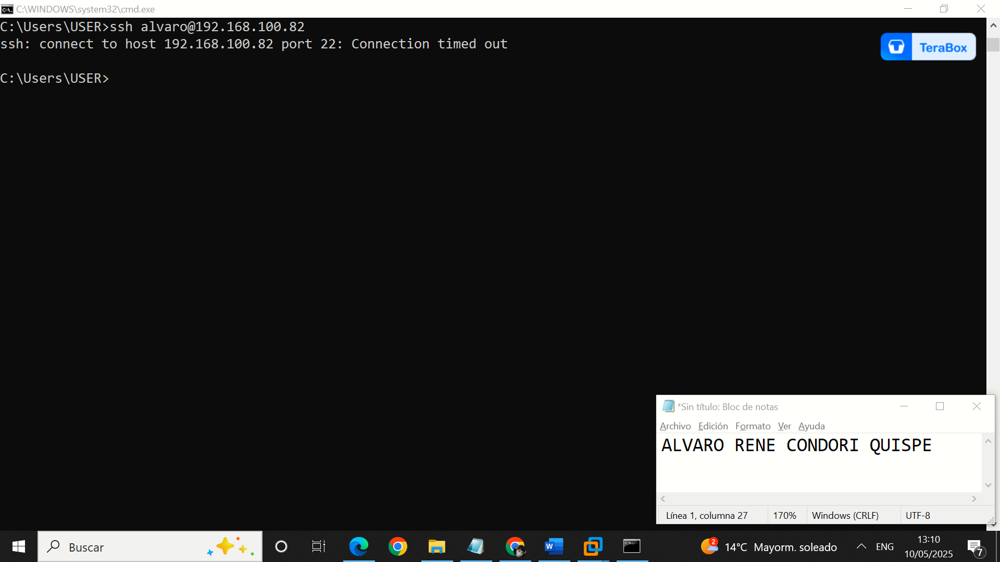 C:\WINDOWS\system32\cmd.exe
C:\Users\USER>ssh alvaro@192.168.100.82
ssh: connect to host 192.168.100.82 port 22: Connection timed out
C:\Users\USER>
TeraBox
*Sin título: Bloc de notas
Archivo Edición Formato Ver Ayuda
ALVARO RENE CONDORI QUISPE
Línea 1, columna 27 170% Windows (CRLF) UTF-8
Buscar
2 14°C Mayorm. soleado ENG
13:10
10/05/2025
7